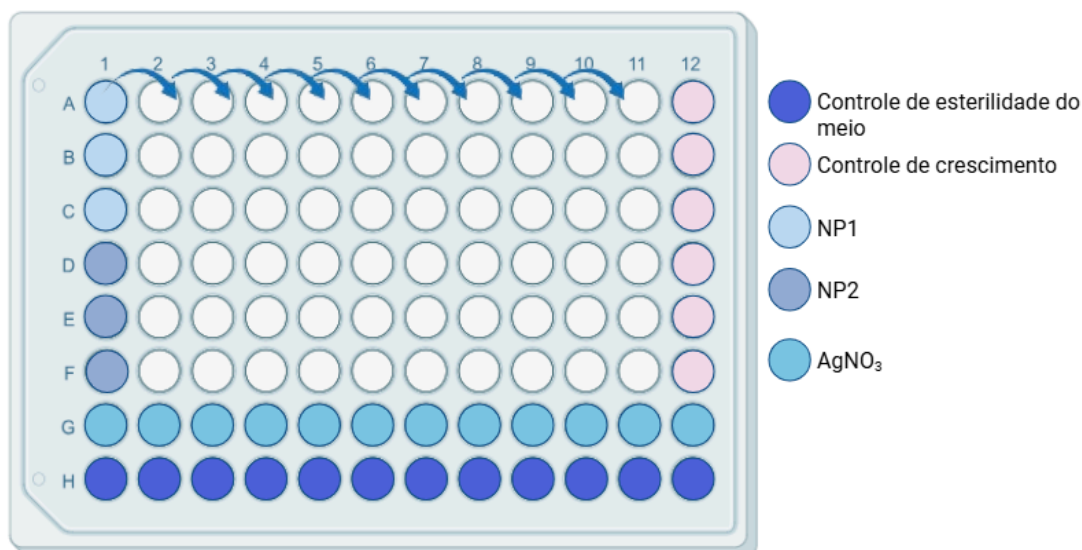 1 2 3 4 5 6 7 8 9 10 11 12
A
B
C
D
E
F
G
H
Controle de esterilidade do
meio
Controle de crescimento
NP1
NP2
AgNO₃